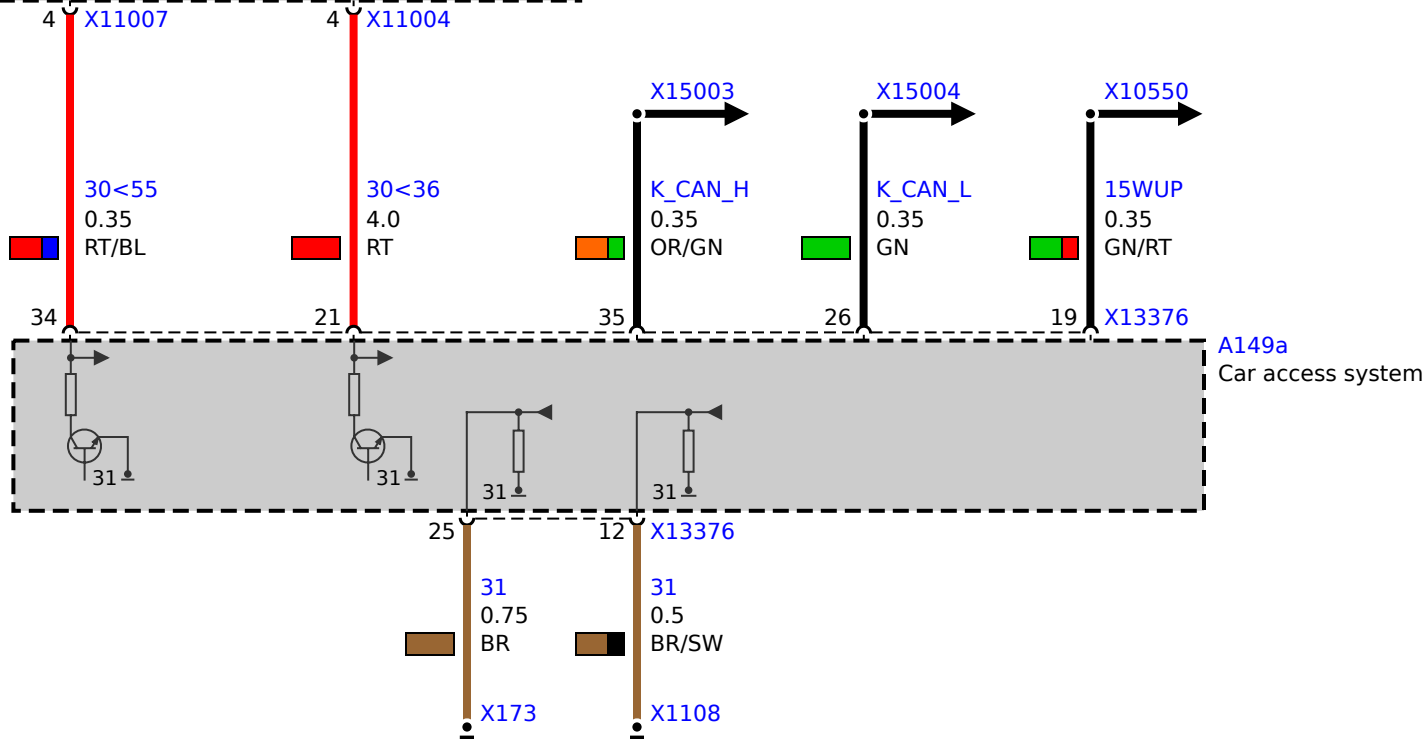 4 X11007 4 X11004
X15003 X15004 X10550
30<55 30<36 K_CAN_H K_CAN_L 15WUP
0.35 4.0 0.35 0.35 0.35
RT/BL RT OR/GN GN GN/RT
34 21 35 26 19 X13376
A149a
Car access system
31 31
31 31
25 12 X13376
31 31
0.75 0.5
BR BR/SW
X173 X1108